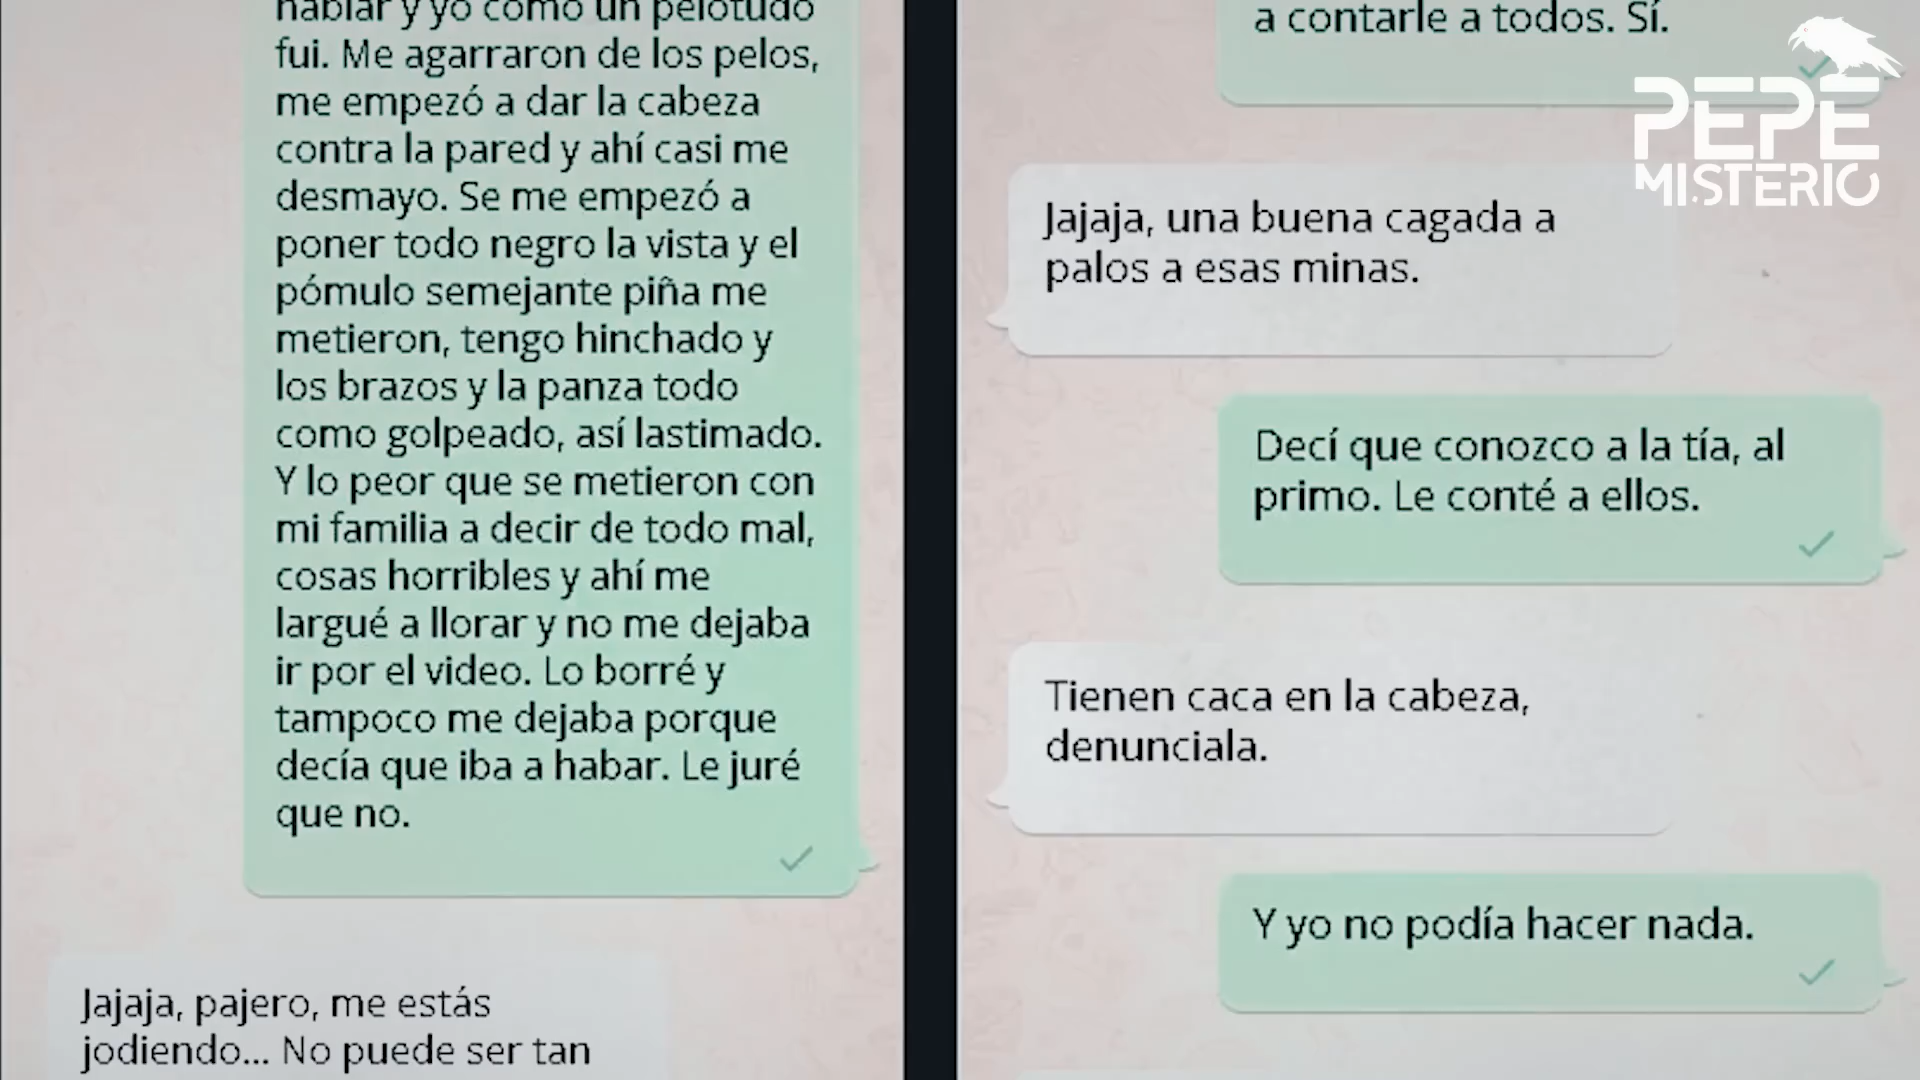 hablar y yo como un pelotudo
fui. Me agarraron de los pelos,
me empezó a dar la cabeza
contra la pared y ahí casi me
desmayo. Se me empezó a
poner todo negro la vista y el
pómulo semejante piña me
metieron, tengo hinchado y
los brazos y la panza todo
como golpeado, así lastimado.
Y lo peor que se metieron con
mi familia a decir de todo mal,
cosas horribles y ahí me
largué a llorar y no me dejaba
ir por el video. Lo borré y
tampoco me dejaba porque
decía que iba a habar. Le juré
que no.
Jajaja, pajero, me estás
jodiendo... No puede ser tan
a contarle a todos. Sí.
Jajaja, una buena cagada a
palos a esas minas.
Decí que conozco a la tía, al
primo. Le conté a ellos.
Tienen caca en la cabeza,
denunciala.
Y yo no podía hacer nada.
PEPE
MISTERIO